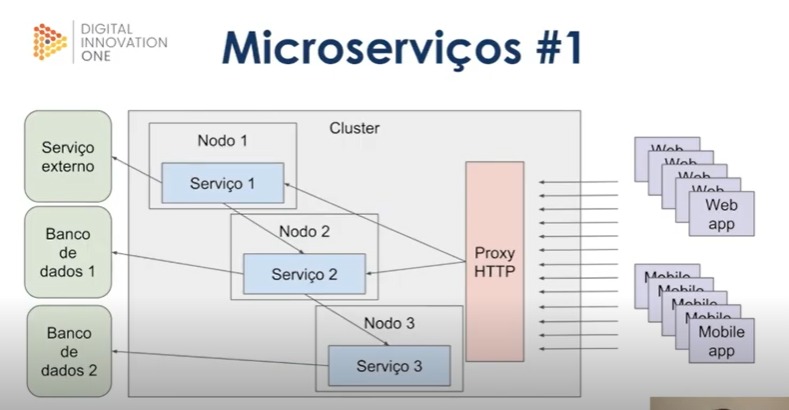 DIGITAL
INNOVATION
ONE
Microserviços #1
Serviço
externo
Banco
de
dados 1
Banco
de
dados 2
Cluster
Nodo 1
Serviço 1
Nodo 2
Serviço 2
Nodo 3
Serviço 3
Proxy
HTTP
Web
Web
Web
Web
Web
app
Mobile
Mobile
Mobile
Mobile
Mobile
app